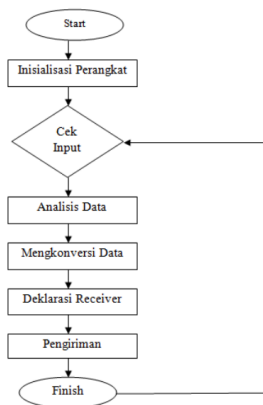 Start
Inisialisasi Perangkat
Cek
Input
Analisis Data
Mengkonversi Data
Deklarasi Receiver
Pengiriman
Finish